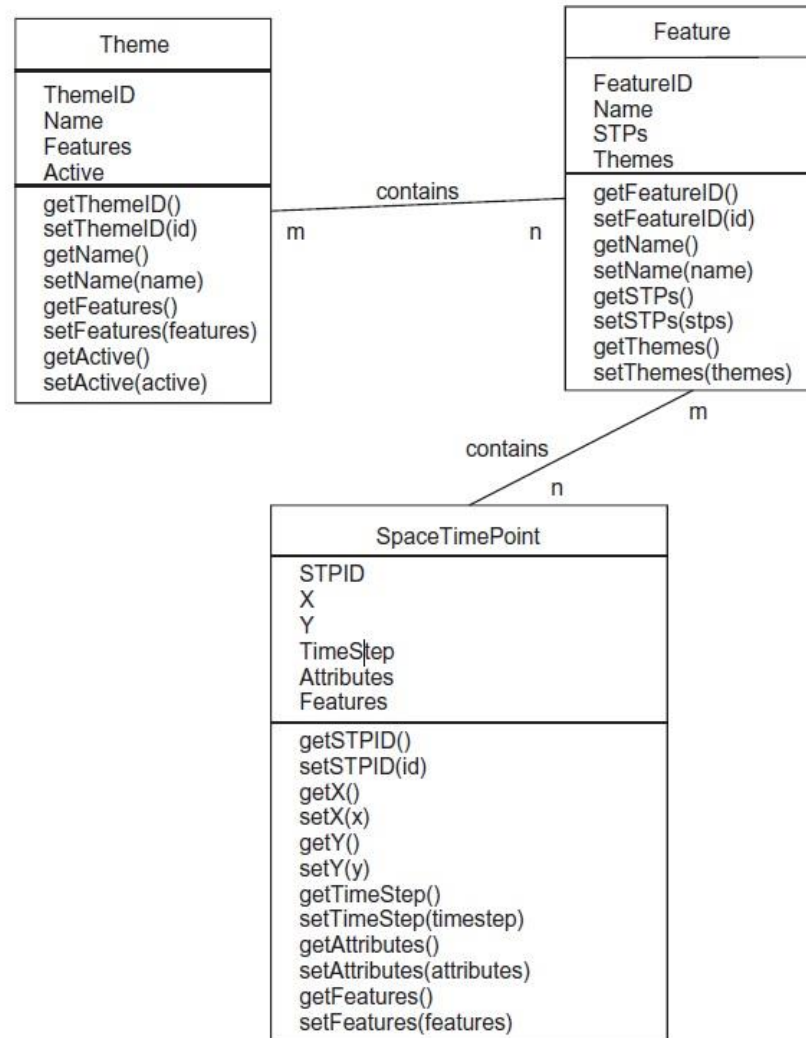 Theme
ThemeID
Name
Features
Active
getThemeID()
setThemeID(id)
getName()
setName(name)
getFeatures()
setFeatures(features)
getActive()
setActive(active)
contains
m
n
Feature
FeatureID
Name
STPs
Themes
getFeatureID()
setFeatureID(id)
getName()
setName(name)
getSTPs()
setSTPs(stps)
getThemes()
setThemes(themes)
m
contains
n
SpaceTimePoint
STPID
X
Y
TimeStep
Attributes
Features
getSTPID()
setSTPID(id)
getX()
setX(x)
getY()
setY(y)
getTimeStep()
setTimeStep(timestep)
getAttributes()
setAttributes(attributes)
getFeatures()
setFeatures(features)